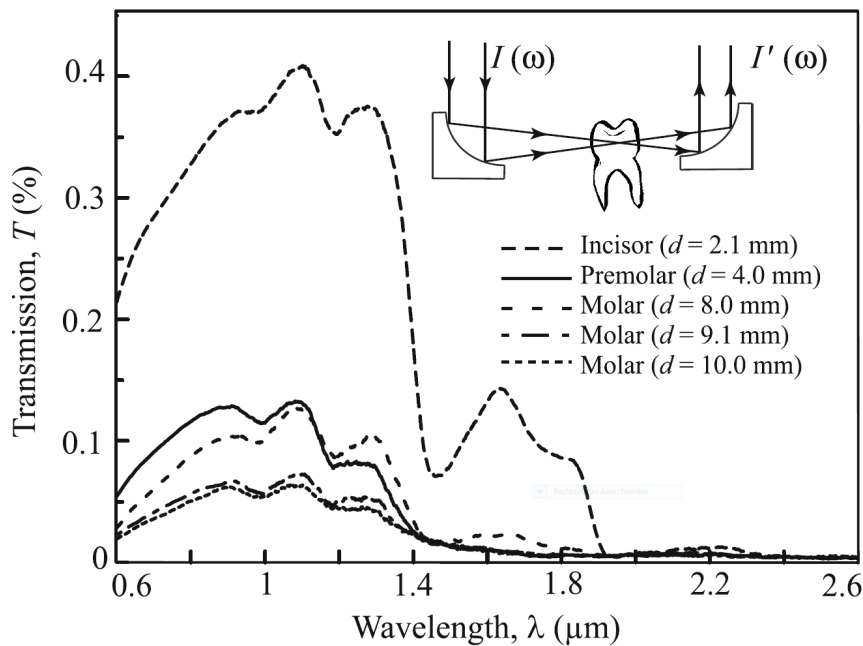 I (ω)
I′ (ω)
Incisor (d = 2.1 mm)
Premolar (d = 4.0 mm)
Molar (d = 8.0 mm)
Molar (d = 9.1 mm)
Molar (d = 10.0 mm)
Transmission, T (%)
0.4
0.3
0.2
0.1
0
0.6
1
1.4
1.8
2.2
2.6
Wavelength, λ (µm)